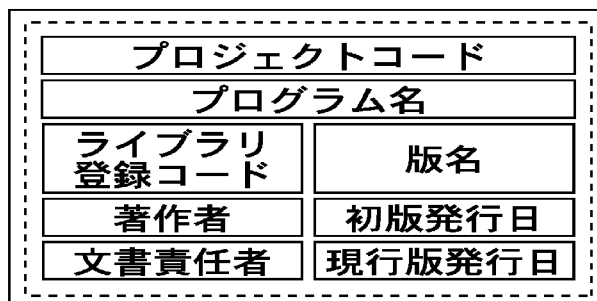 プロジェクトコード
プログラム名
ライブラリ
登録コード
版名
著作者
初版発行日
文書責任者
現行版発行日